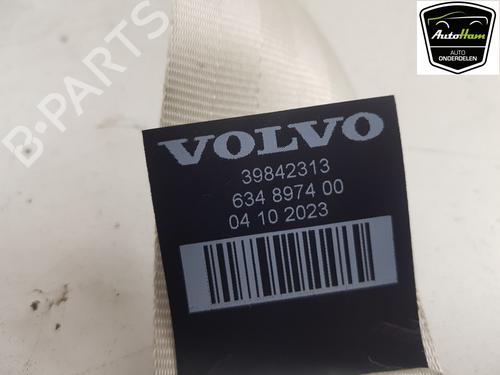 AutoHam
AUTO
ONDERDELEN
B-PARTS
VOLVO
39842313
634 8974 00
04 10 2023